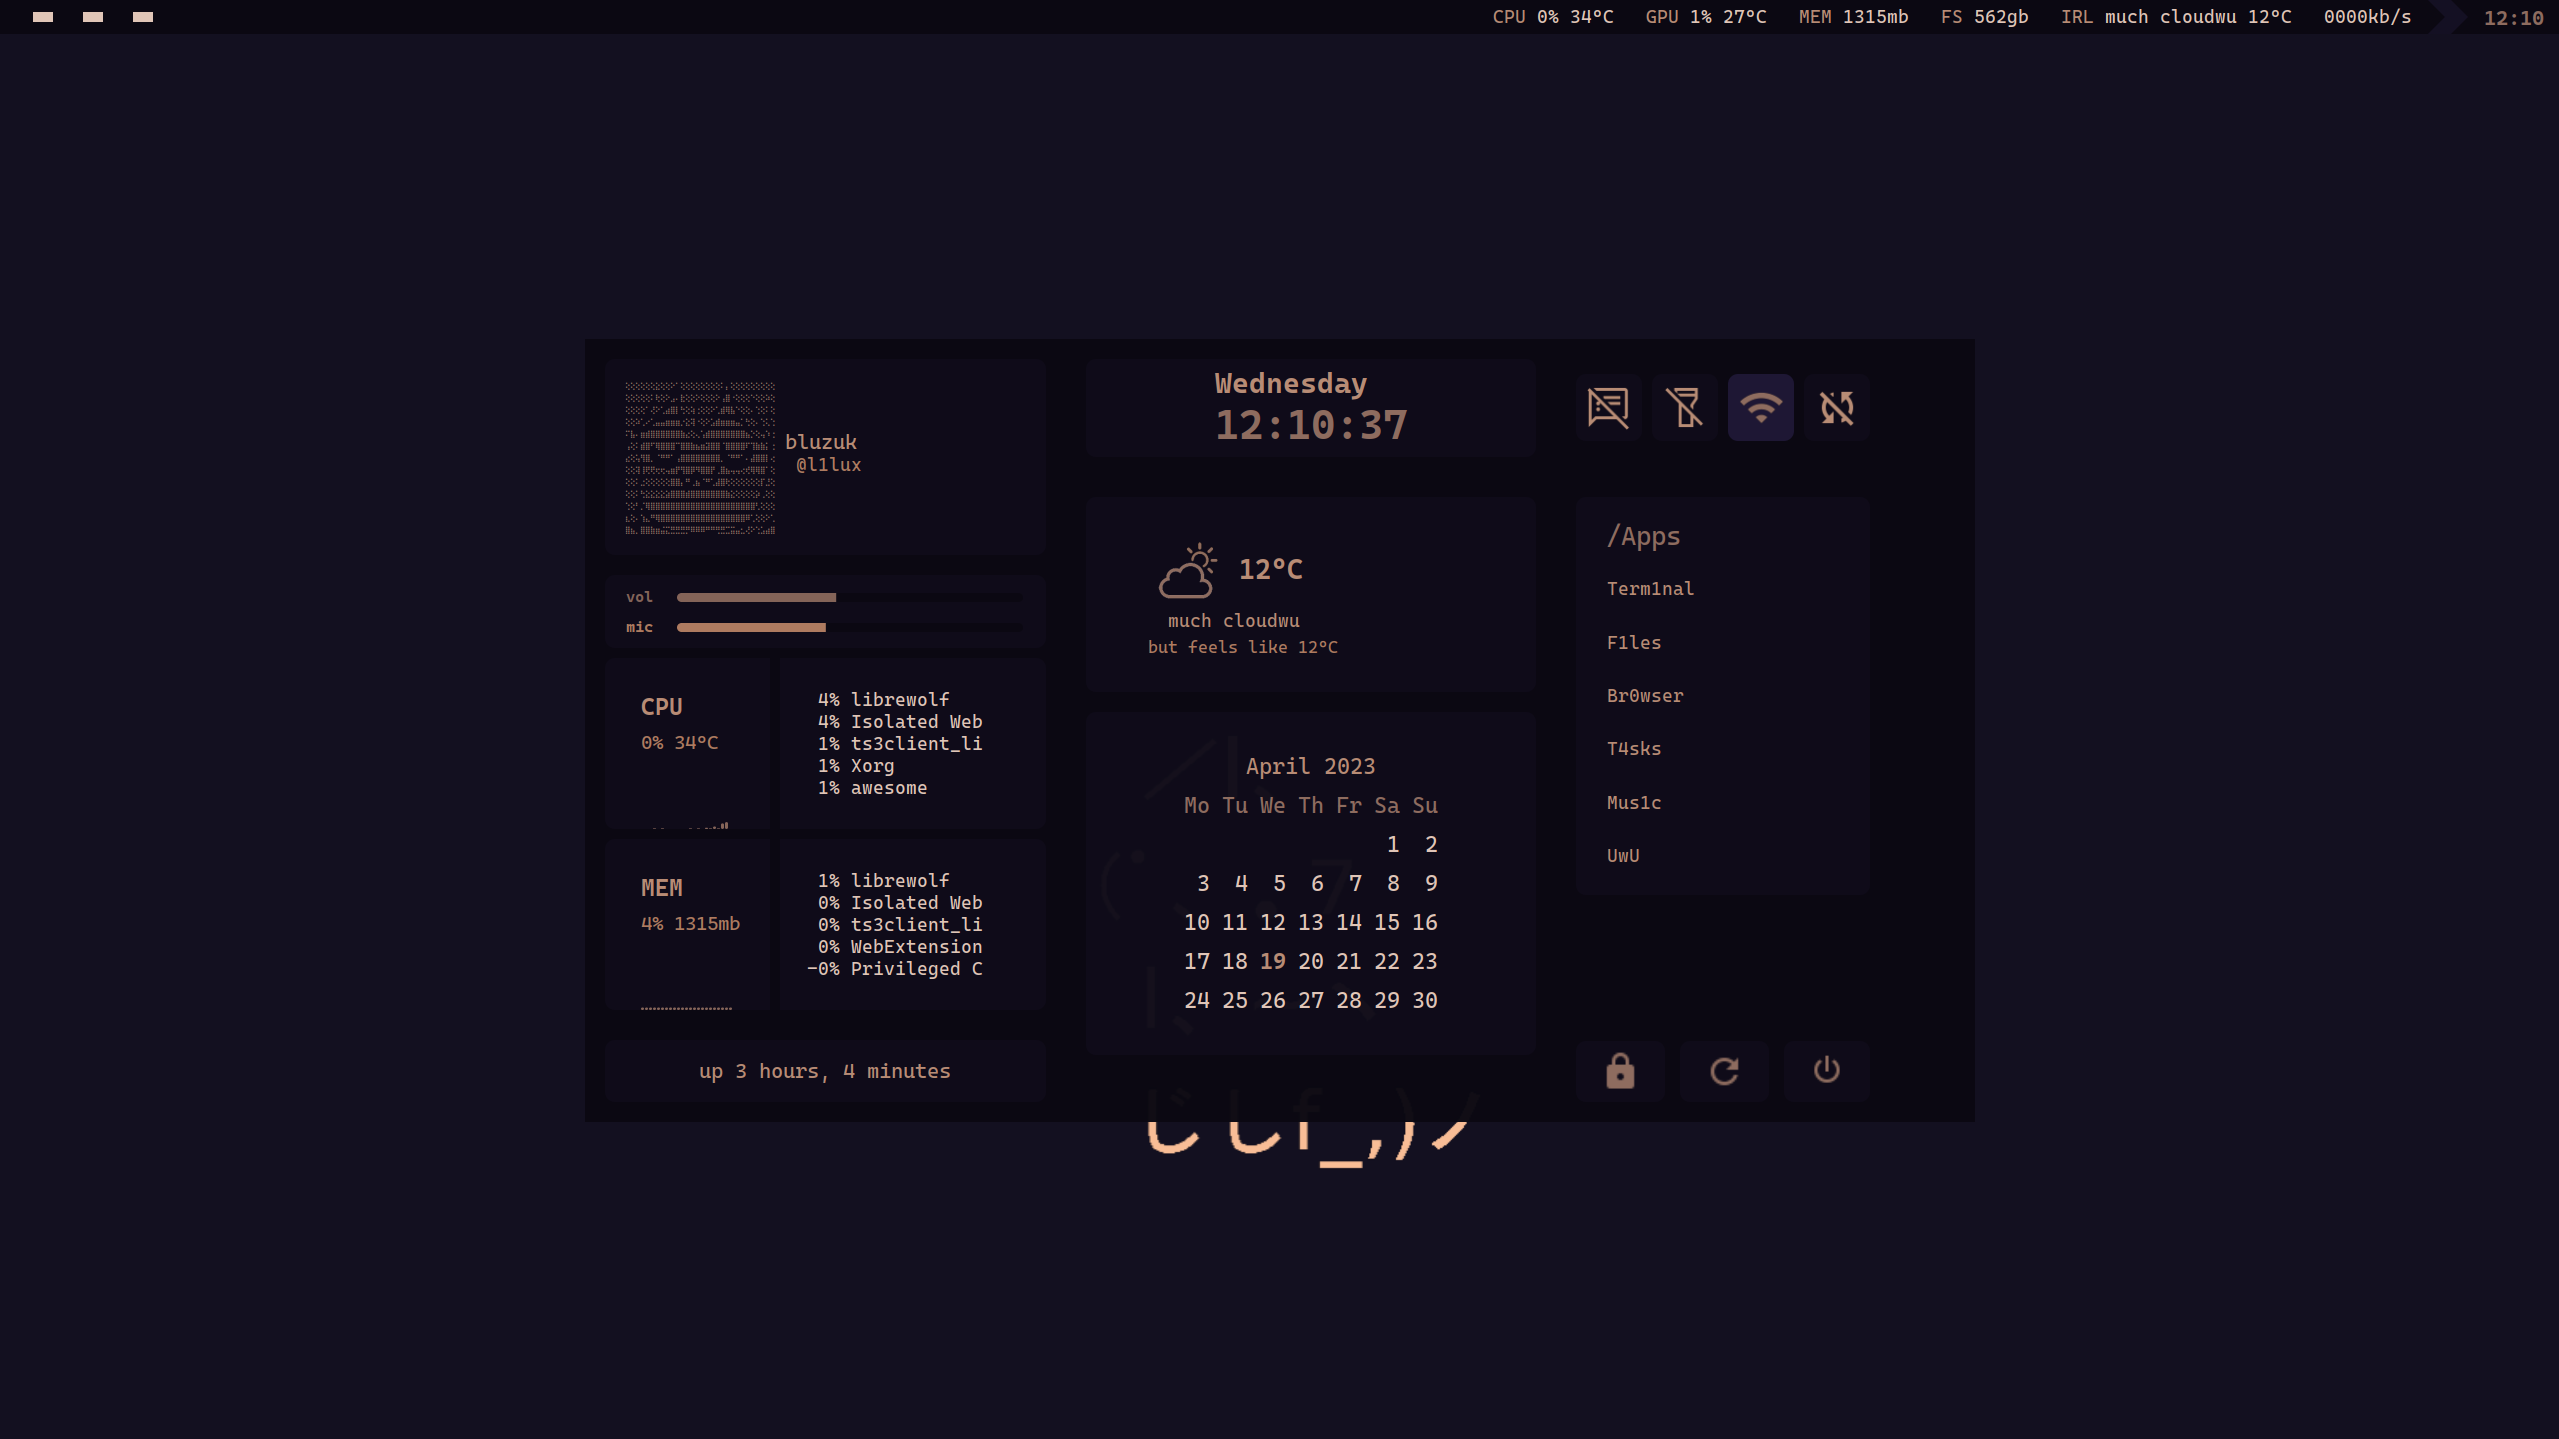 CPU 0% 34°C GPU 1% 27°C MEM 1315mb FS 562gb IRL much cloudwu 12°C 0000kb/s 12:10
bluzuk
@l1lux
vol
mic
CPU
0% 34°C
4% librewolf
4% Isolated Web
1% ts3client_li
1% Xorg
1% awesome
MEM
4% 1315mb
1% librewolf
0% Isolated Web
0% ts3client_li
0% WebExtension
-0% Privileged C
up 3 hours, 4 minutes
Wednesday
12:10:37
12°C
much cloudwu
but feels like 12°C
April 2023
Mo Tu We Th Fr Sa Su
1 2
3 4 5 6 7 8 9
10 11 12 13 14 15 16
17 18 19 20 21 22 23
24 25 26 27 28 29 30
/Apps
Term1nal
F1les
Br0wser
T4sks
Mus1c
UwU
じしf_,)ノ